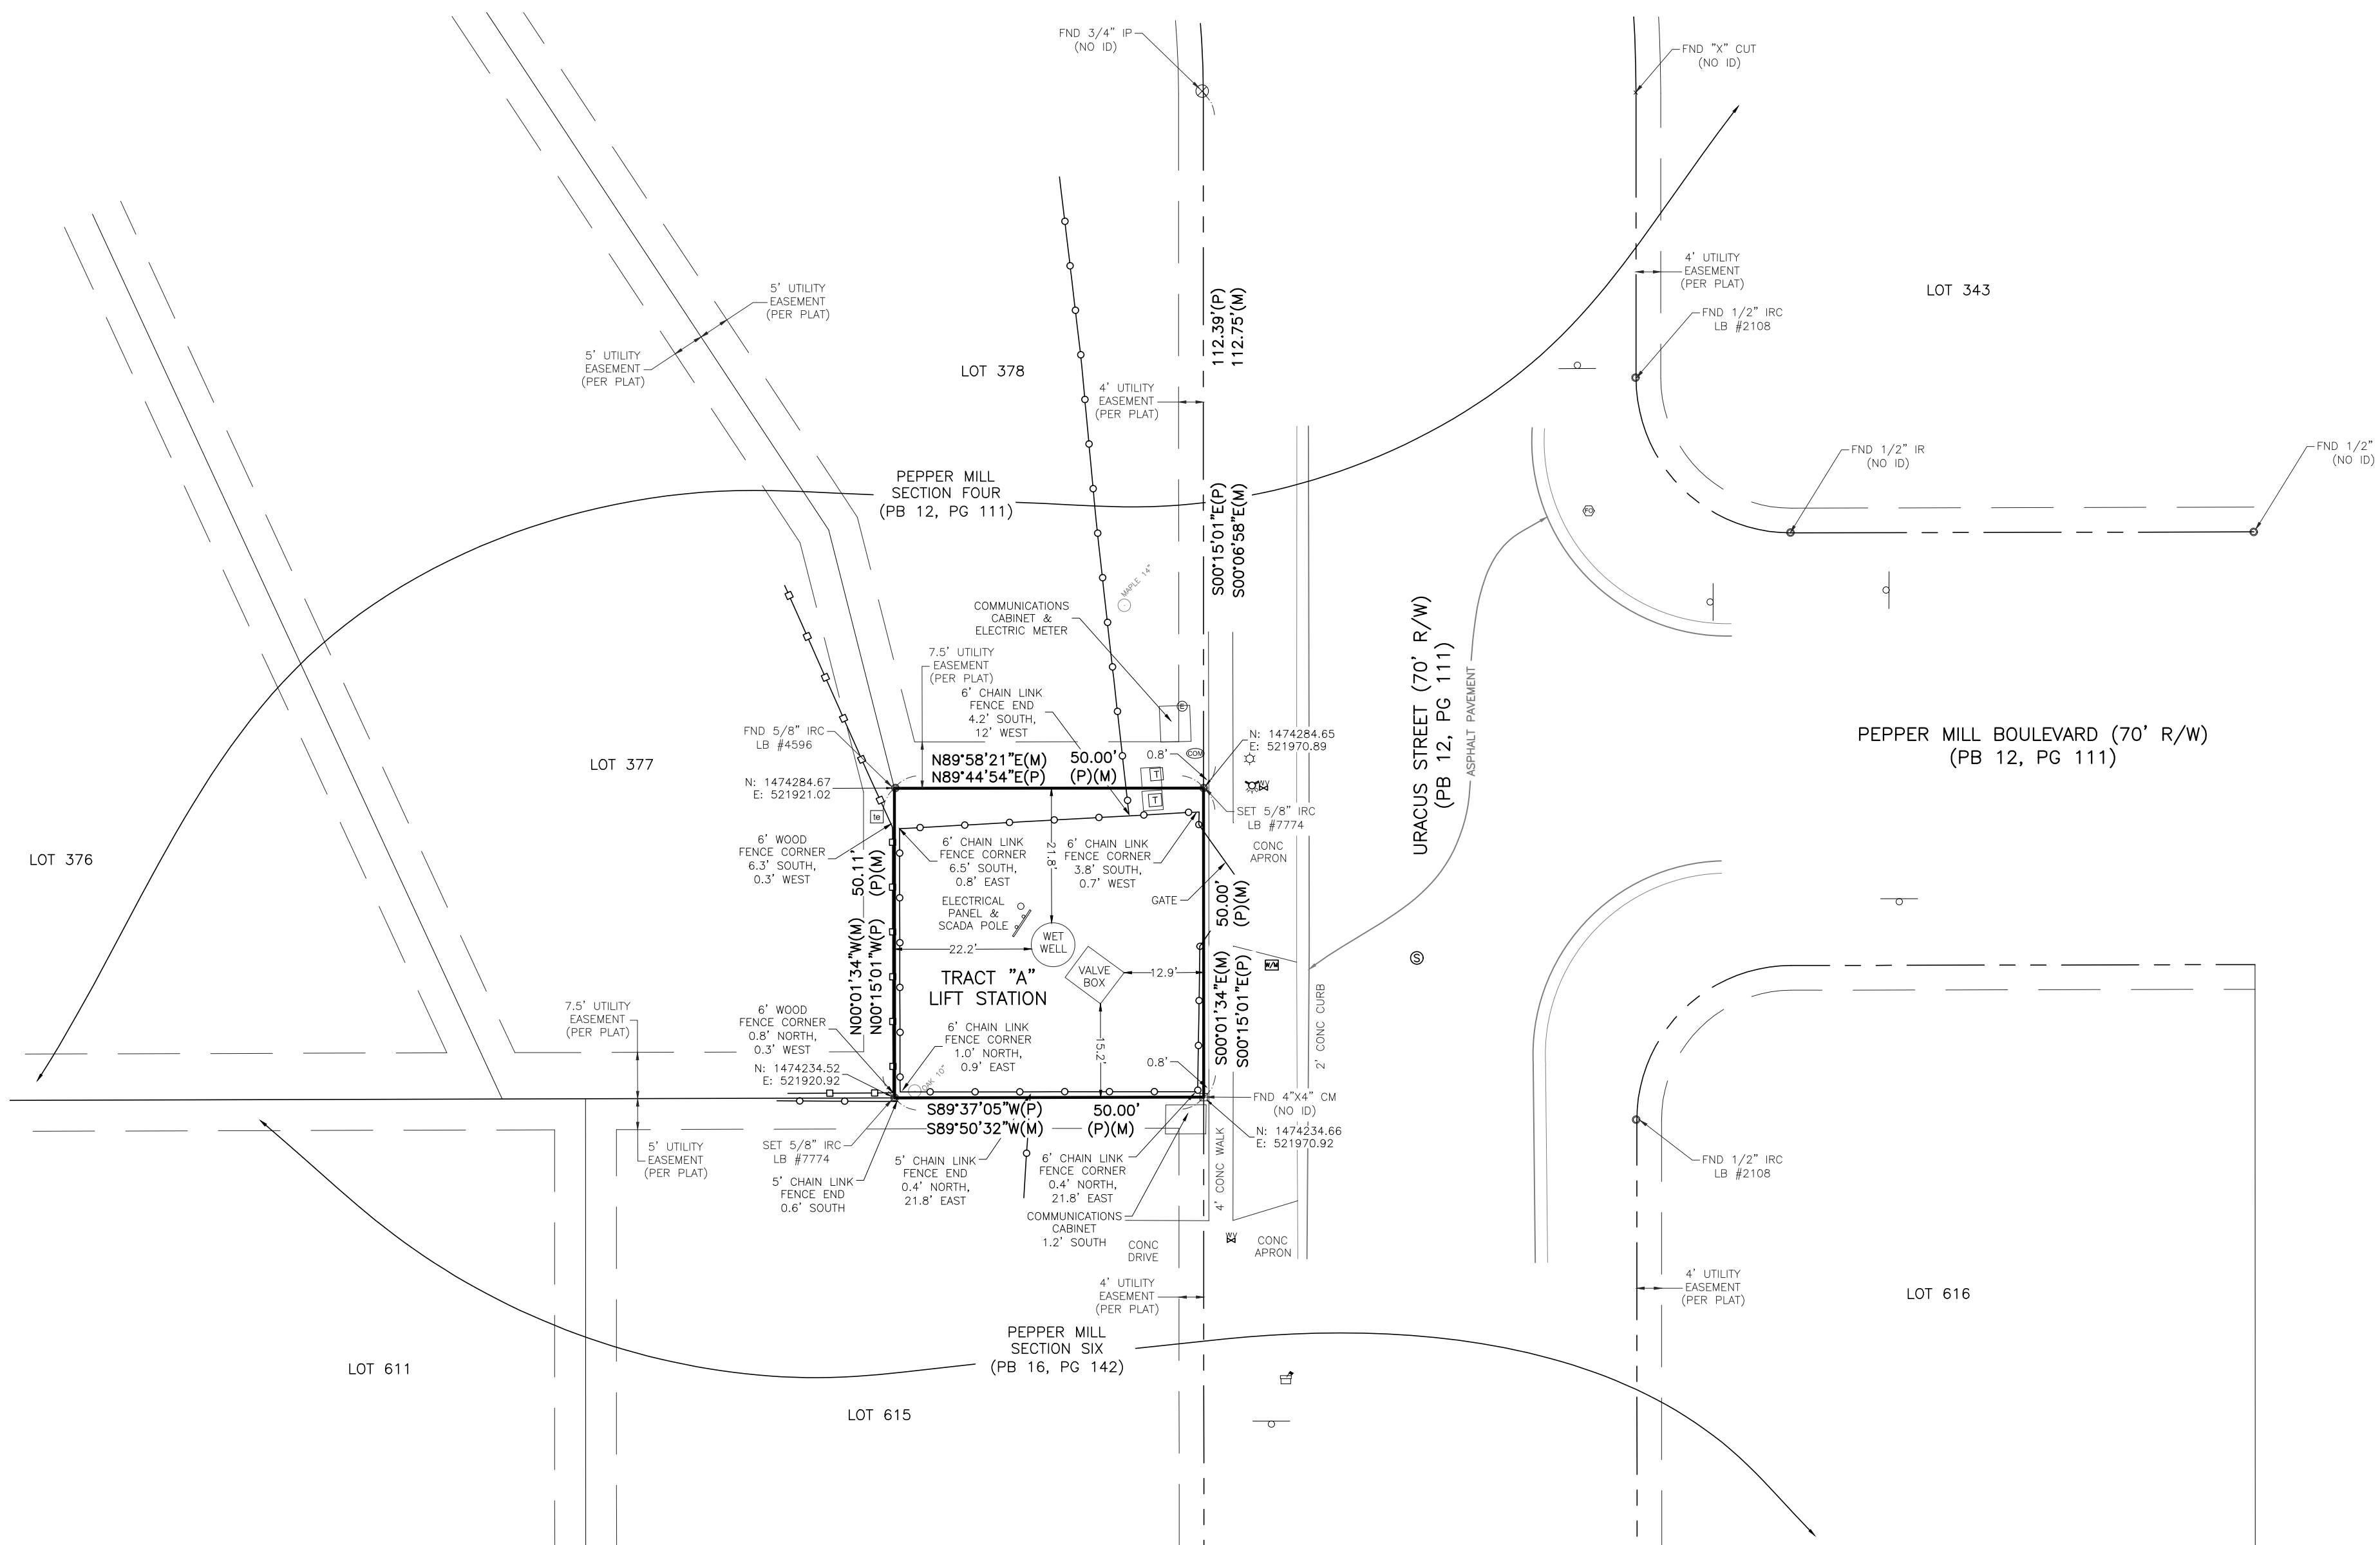 FND 3/4" IP
(NO ID)
FND "X" CUT
(NO ID)
5' UTILITY
EASEMENT
(PER PLAT)
5' UTILITY
EASEMENT
(PER PLAT)
LOT 378
4' UTILITY
EASEMENT
(PER PLAT)
112.39'(P)
112.75'(M)
4' UTILITY
EASEMENT
(PER PLAT)
LOT 343
FND 1/2" IRC
LB #2108
FND 1/2" IR
(NO ID)
FND 1/2"
(NO ID)
PEPPER MILL
SECTION FOUR
(PB 12, PG 111)
S00°15'01"E(P)
S00°06'58"E(M)
FO
MAPLE 14"
COMMUNICATIONS
CABINET &
ELECTRIC METER
7.5' UTILITY
EASEMENT
(PER PLAT)
6' CHAIN LINK
FENCE END
4.2' SOUTH,
12' WEST
E
COM
0.8'
N: 1474284.65
E: 521970.89
WV
FND 5/8" IRC
LB #4596
LOT 377
N: 1474284.67
E: 521921.02
N89°58'21"E(M)
N89°44'54"E(P)
50.00'
(P)(M)
T
T
SET 5/8" IRC
LB #7774
te
URACUS STREET (70' R/W)
(PB 12, PG 111)
ASPHALT PAVEMENT
PEPPER MILL BOULEVARD (70' R/W)
(PB 12, PG 111)
LOT 376
6' WOOD
FENCE CORNER
6.3' SOUTH,
0.3' WEST
50.11'
(P)(M)
6' CHAIN LINK
FENCE CORNER
6.5' SOUTH,
0.8' EAST
21.8'
6' CHAIN LINK
FENCE CORNER
3.8' SOUTH,
0.7' WEST
CONC
APRON
GATE
50.00'
(P)(M)
ELECTRICAL
PANEL &
SCADA POLE
WET
WELL
22.2'
VALVE
BOX
12.9'
W/M
S
TRACT "A"
LIFT STATION
N00°01'34"W(M)
N00°15'01"W(P)
S00°01'34"E(M)
S00°15'01"E(P)
2' CONC CURB
7.5' UTILITY
EASEMENT
(PER PLAT)
6' WOOD
FENCE CORNER
0.8' NORTH,
0.3' WEST
6' CHAIN LINK
FENCE CORNER
1.0' NORTH,
0.9' EAST
15.2'
0.8'
N: 1474234.52
E: 521920.92
OAK 10"
S89°37'05"W(P)
S89°50'32"W(M)
50.00'
(P)(M)
FND 4"X4" CM
(NO ID)
N: 1474234.66
E: 521970.92
5' UTILITY
EASEMENT
(PER PLAT)
SET 5/8" IRC
LB #7774
5' CHAIN LINK
FENCE END
0.6' SOUTH
5' CHAIN LINK
FENCE END
0.4' NORTH,
21.8' EAST
6' CHAIN LINK
FENCE CORNER
0.4' NORTH,
21.8' EAST
COMMUNICATIONS
CABINET
1.2' SOUTH
4' CONC WALK
CONC
DRIVE
WV
CONC
APRON
FND 1/2" IRC
LB #2108
4' UTILITY
EASEMENT
(PER PLAT)
4' UTILITY
EASEMENT
(PER PLAT)
LOT 616
PEPPER MILL
SECTION SIX
(PB 16, PG 142)
LOT 611
LOT 615